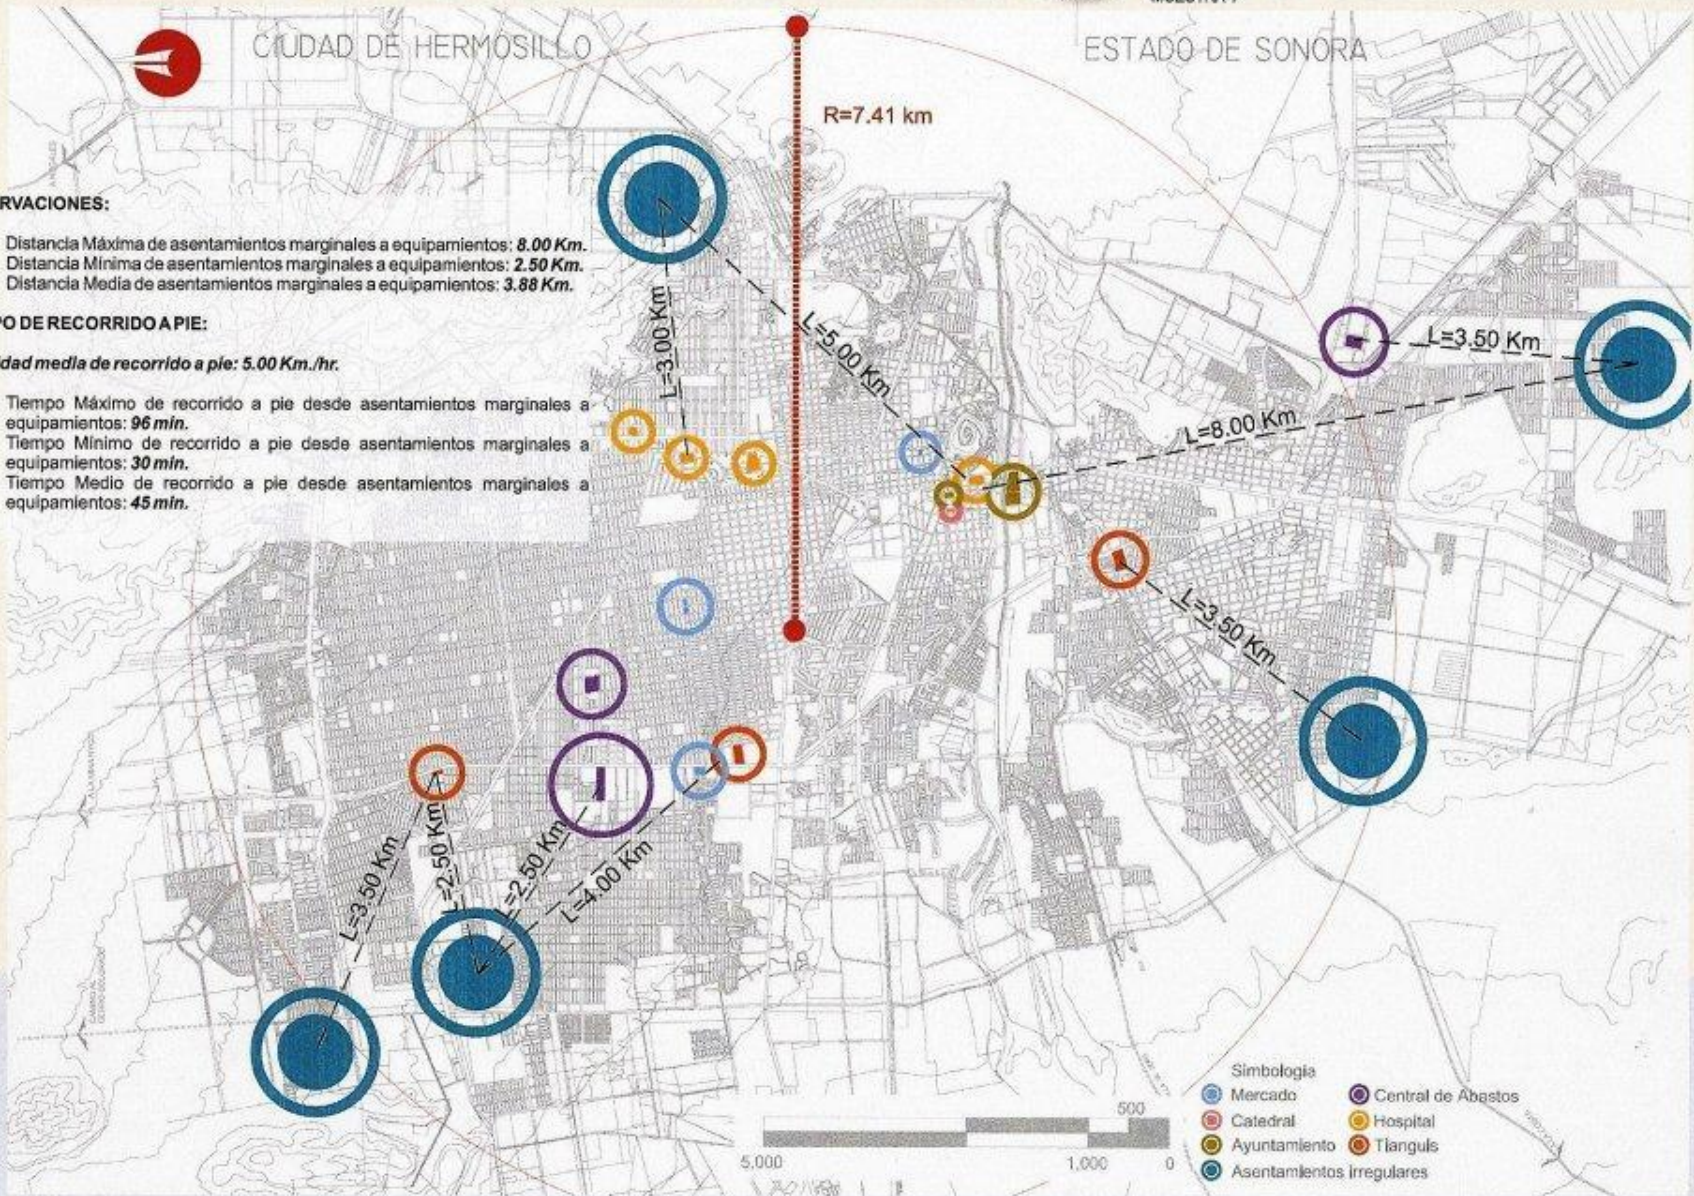 CIUDAD DE HERMOSILLO
ESTADO DE SONORA
R=7.41 km
RVACIONES:
Distancia Máxima de asentamientos marginales a equipamientos: 8.00 Km.
Distancia Mínima de asentamientos marginales a equipamientos: 2.50 Km.
Distancia Media de asentamientos marginales a equipamientos: 3.88 Km.
PO DE RECORRIDO A PIE:
dad media de recorrido a pie: 5.00 Km./hr.
Tiempo Máximo de recorrido a pie desde asentamientos marginales a
equipamientos: 96 min.
Tiempo Mínimo de recorrido a pie desde asentamientos marginales a
equipamientos: 30 min.
Tiempo Medio de recorrido a pie desde asentamientos marginales a
equipamientos: 45 min.
L=3.00 Km
L=5.00 Km
L=3.50 Km
L=8.00 Km
L=3.50 Km
L=3.50 Km
L=2.50 Km
L=2.50 Km
L=4.00 Km
500
5.000
1.000
0
Simbologia
Mercado
Central de Abastos
Catedral
Hospital
Ayuntamiento
Tianguis
Asentamientos irregulares